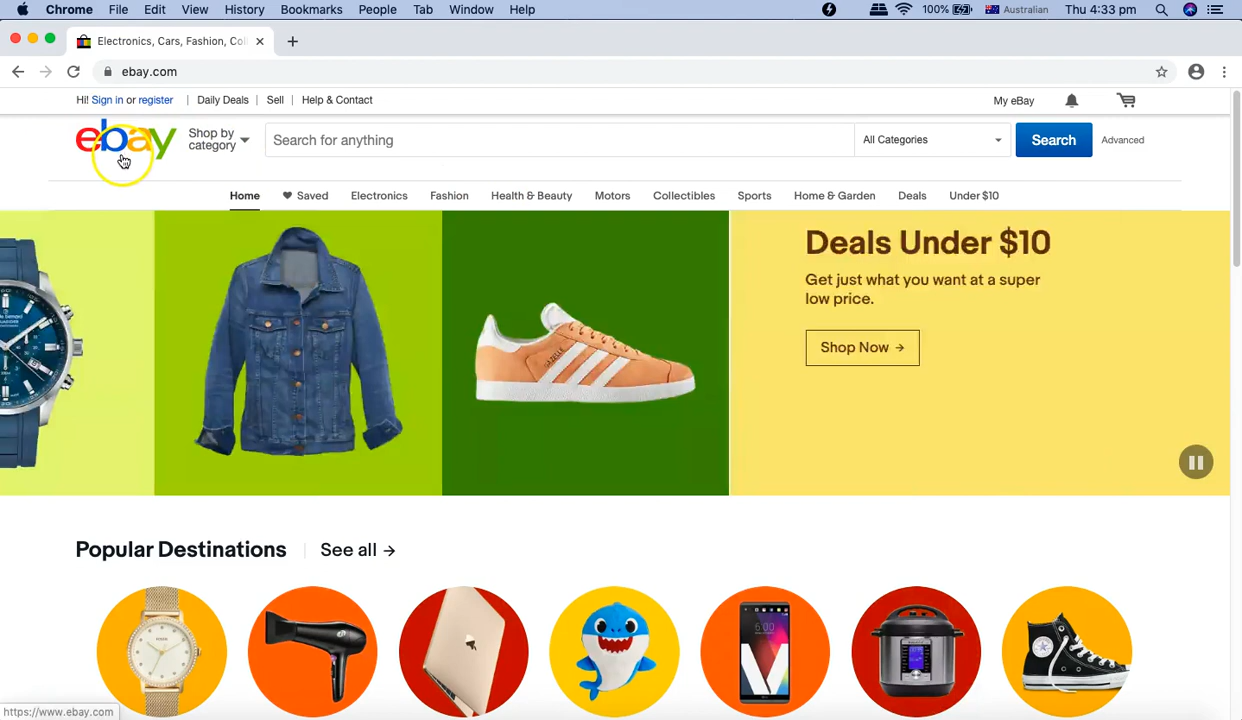 Chrome File Edit View History Bookmarks People Tab Window Help 100% Australian Thu 4:33 pm
Electronics, Cars, Fashion, Col
ebay.com
Hi! Sign in or register | Daily Deals | Sell | Help & Contact My eBay
ebay
Shop by
category
Search for anything All Categories Search Advanced
Home Saved Electronics Fashion Health & Beauty Motors Collectibles Sports Home & Garden Deals Under $10
Deals Under $10
Get just what you want at a super
low price.
Shop Now →
GAZELLE
Popular Destinations See all →
6:00
https://www.ebay.com